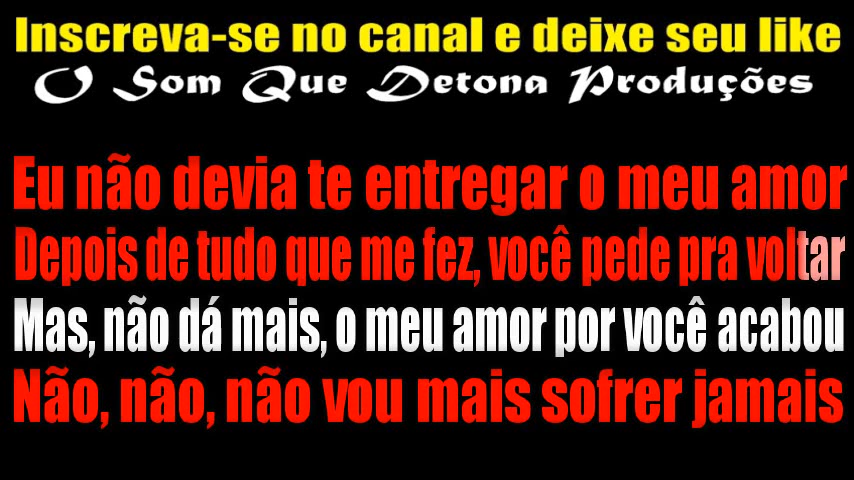 Inscreva-se no canal e deixe seu like
O Som Que Detona Produções
Eu não devia te entregar o meu amor
Depois de tudo que me fez, você pede pra voltar
Mas, não dá mais, o meu amor por você acabou
Não, não, não vou mais sofrer jamais